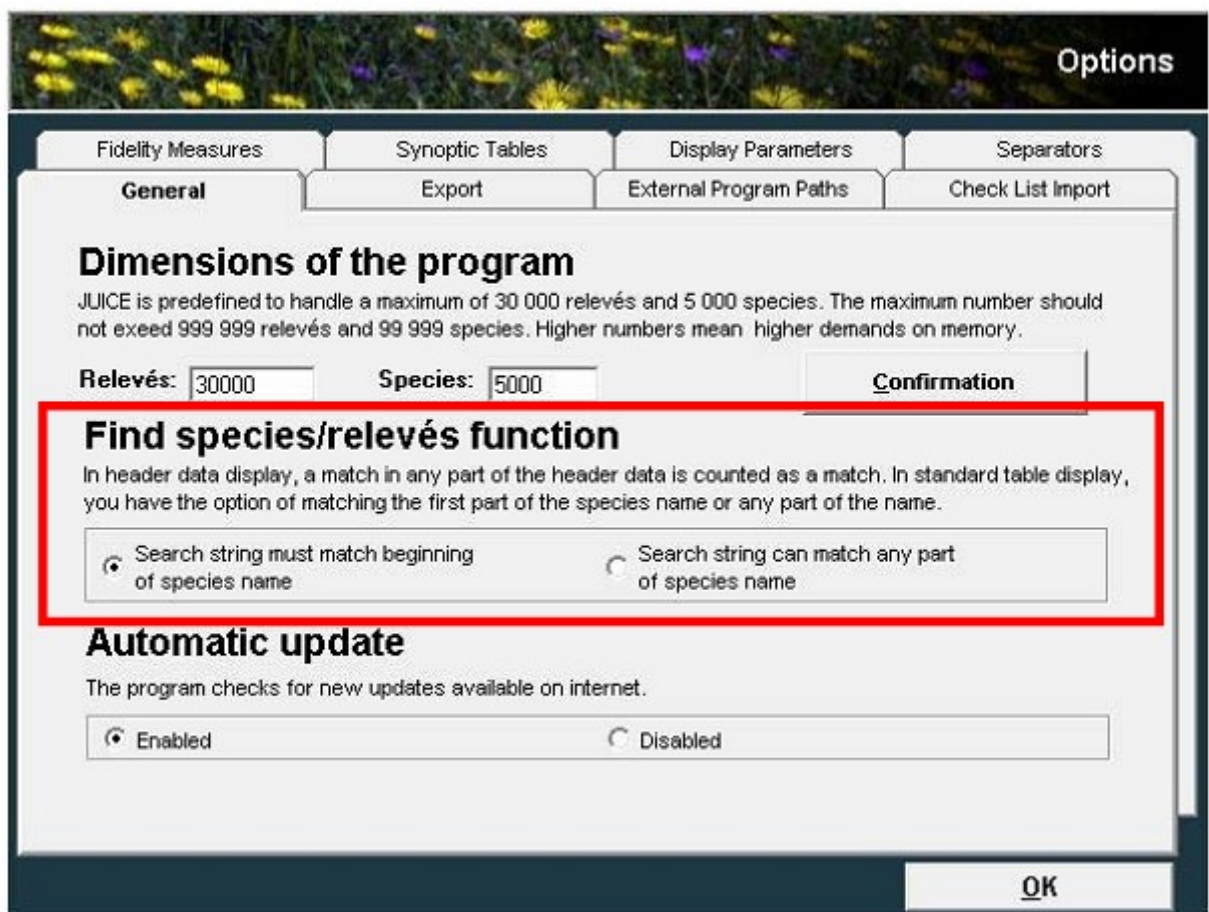 Options
Fidelity Measures
Synoptic Tables
Display Parameters
Separators
General
Export
External Program Paths
Check List Import
Dimensions of the program
JUICE is predefined to handle a maximum of 30 000 relevés and 5 000 species. The maximum number should
not exeed 999 999 relevés and 99 999 species. Higher numbers mean higher demands on memory.
Relevés: 30000 Species: 5000 Confirmation
Find species/relevés function
In header data display, a match in any part of the header data is counted as a match. In standard table display,
you have the option of matching the first part of the species name or any part of the name.
Search string must match beginning
of species name
Search string can match any part
of species name
Automatic update
The program checks for new updates available on internet.
Enabled
Disabled
OK